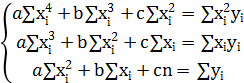 a∑xᵢ⁴ + b∑xᵢ³ + c∑xᵢ² = ∑xᵢ²yᵢ
a∑xᵢ³ + b∑xᵢ² + c∑xᵢ = ∑xᵢyᵢ
a∑xᵢ² + b∑xᵢ + cn = ∑yᵢ